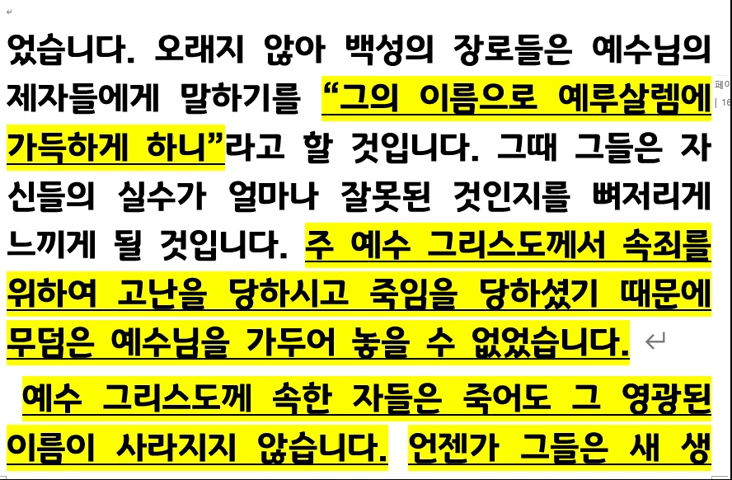 었습니다. 오래지 않아 백성의 장로들은 예수님의
제자들에게 말하기를 “그의 이름으로 예루살렘에
가득하게 하니”라고 할 것입니다. 그때 그들은 자
신들의 실수가 얼마나 잘못된 것인지를 뼈저리게
느끼게 될 것입니다. 주 예수 그리스도께서 속죄를
위하여 고난을 당하시고 죽임을 당하셨기 때문에
무덤은 예수님을 가두어 놓을 수 없었습니다.
예수 그리스도께 속한 자들은 죽어도 그 영광된
이름이 사라지지 않습니다. 언젠가 그들은 새 생